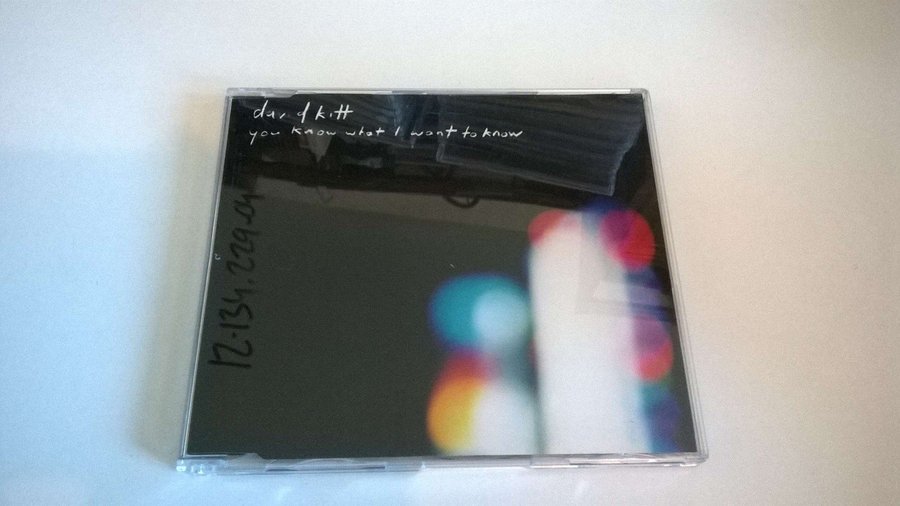 david kitt
you know what I want to know
12.134.229.04